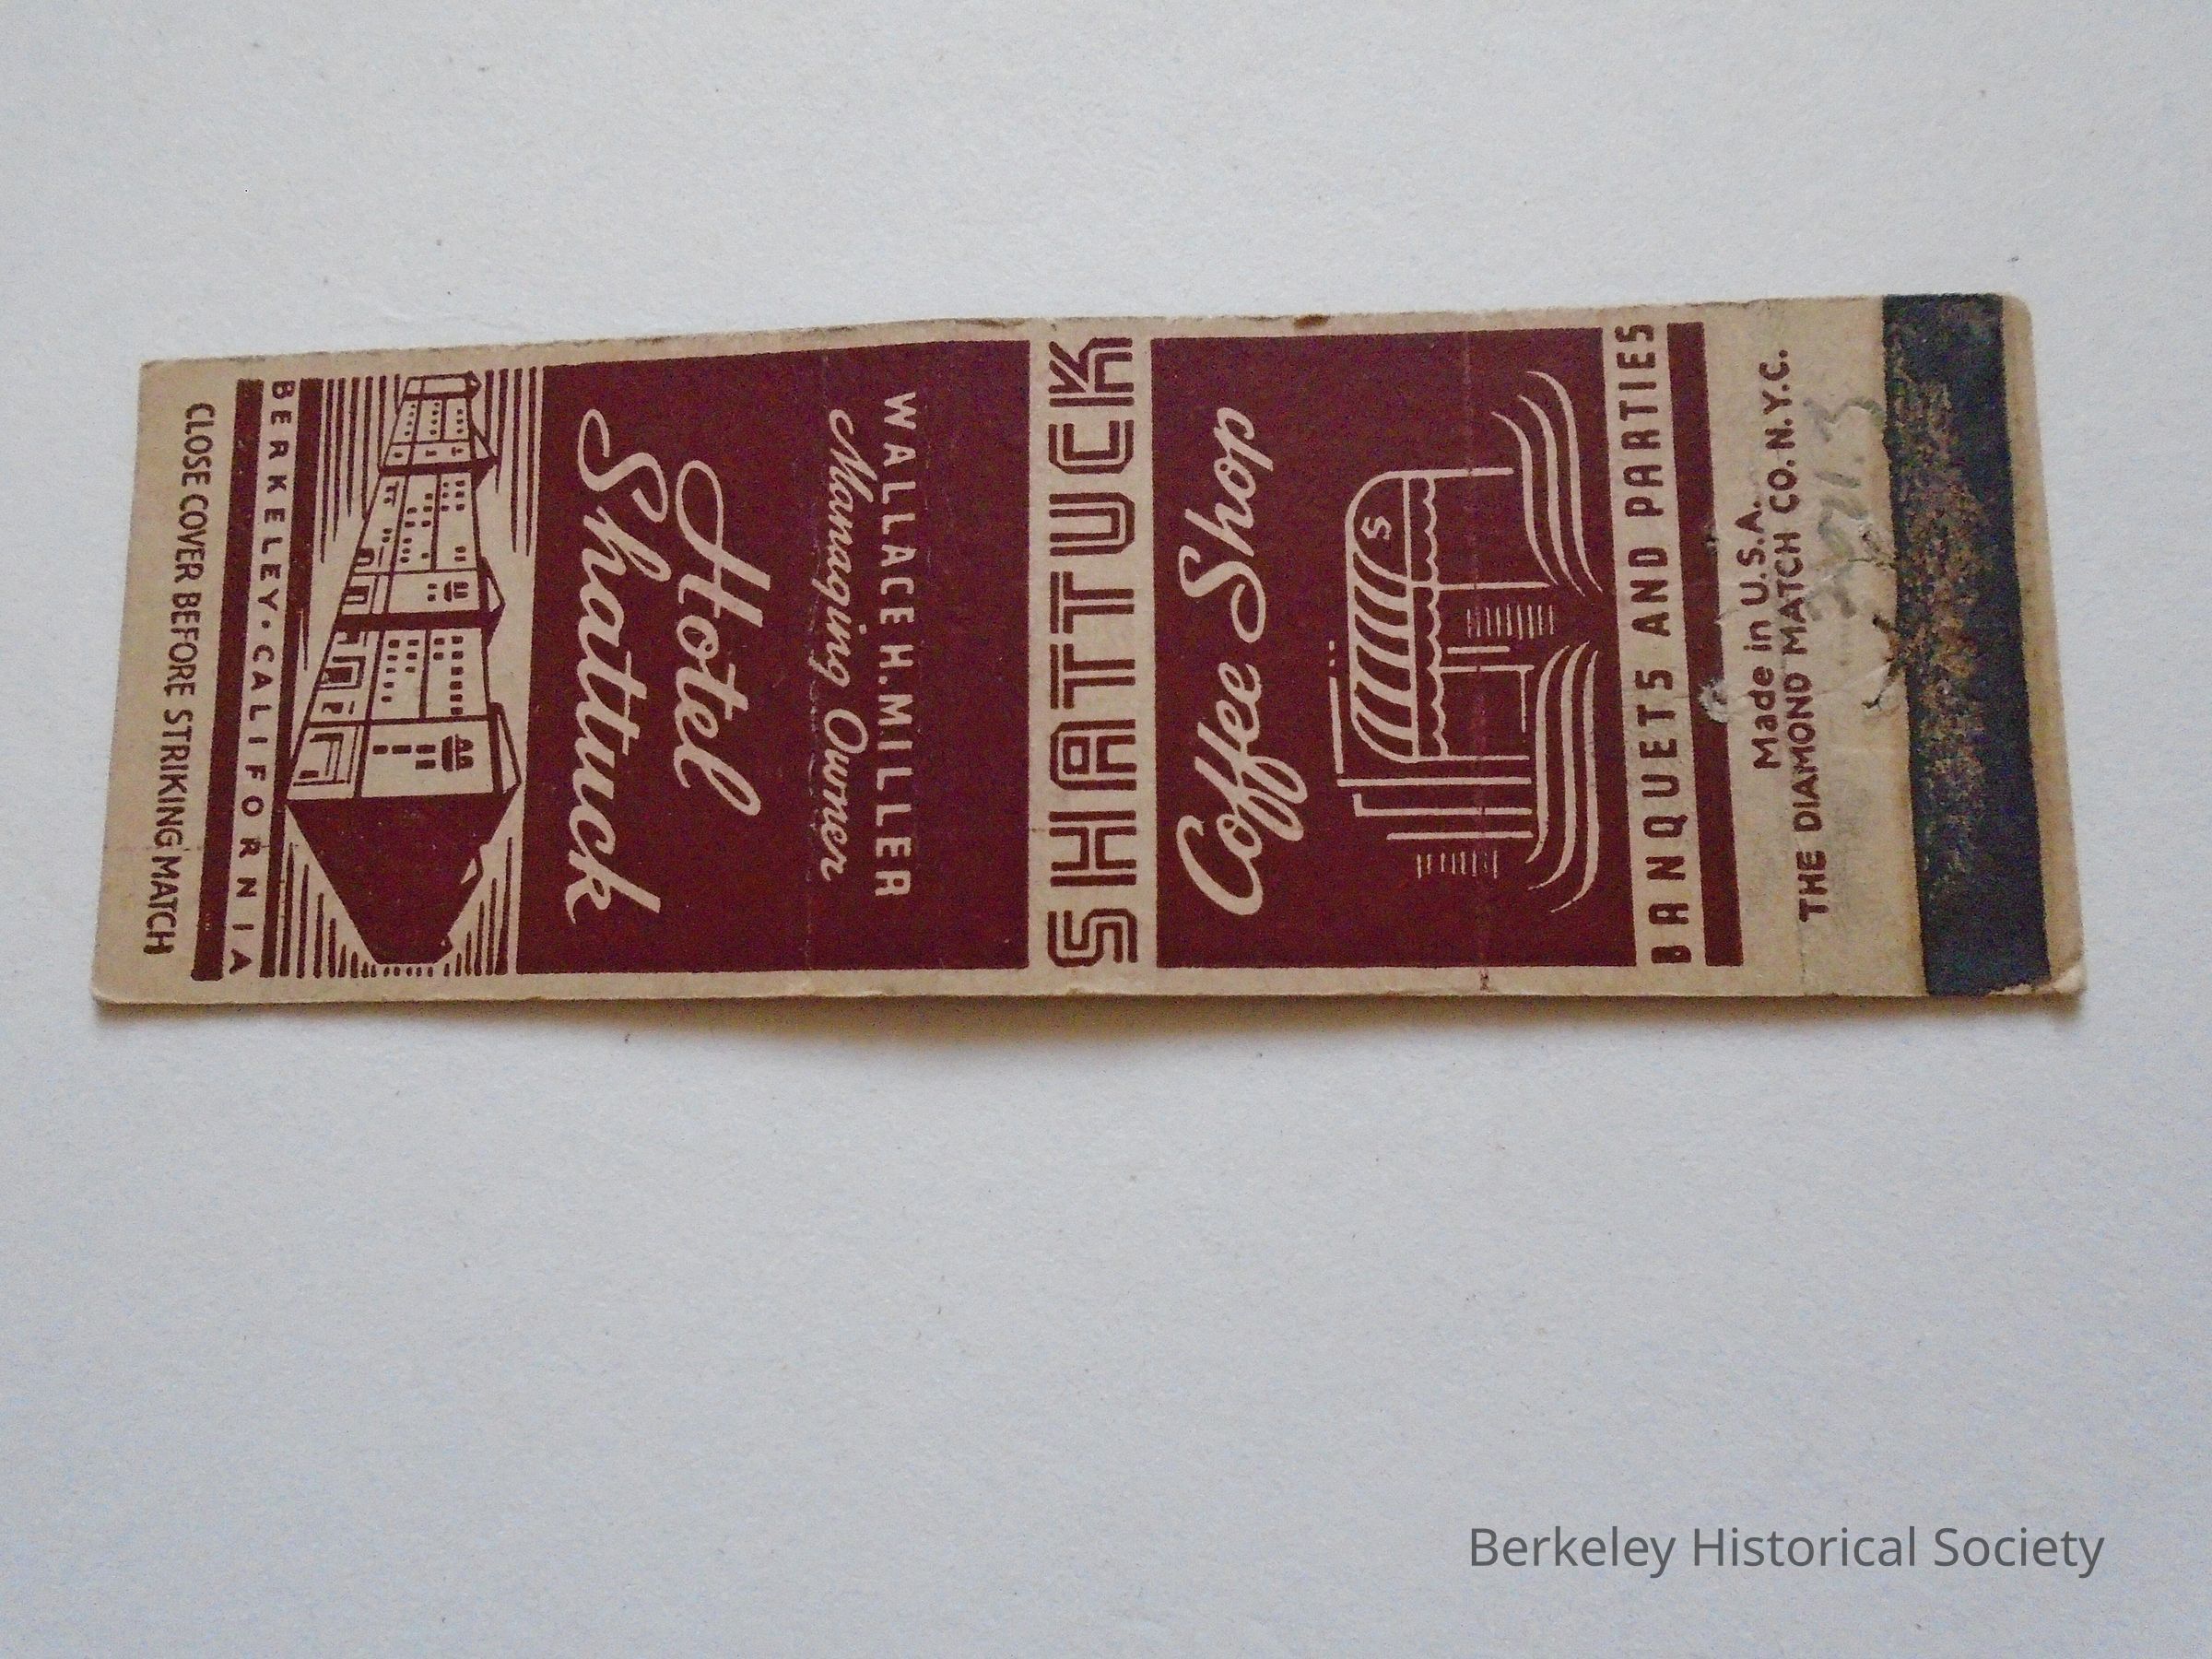 Hotel
Shattuck
WALLACE H. MILLER
Managing Owner
BERKELEY • CALIFORNIA
CLOSE COVER BEFORE STRIKING MATCH
SHATTUCK
Coffee Shop
S
BANQUETS AND PARTIES
Made in U.S.A.
THE DIAMOND MATCH CO. N.Y.C.
Berkeley Historical Society